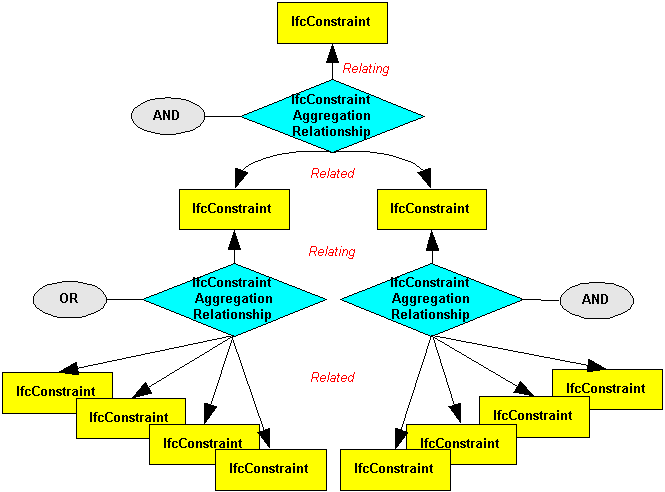 IfcConstraint
Relating
IfcConstraint
Aggregation
Relationship
AND
Related
IfcConstraint
IfcConstraint
Relating
IfcConstraint
Aggregation
Relationship
OR
IfcConstraint
Aggregation
Relationship
AND
Related
IfcConstraint
IfcConstraint
IfcConstraint
IfcConstraint
IfcConstraint
IfcConstraint
IfcConstraint
IfcConstraint